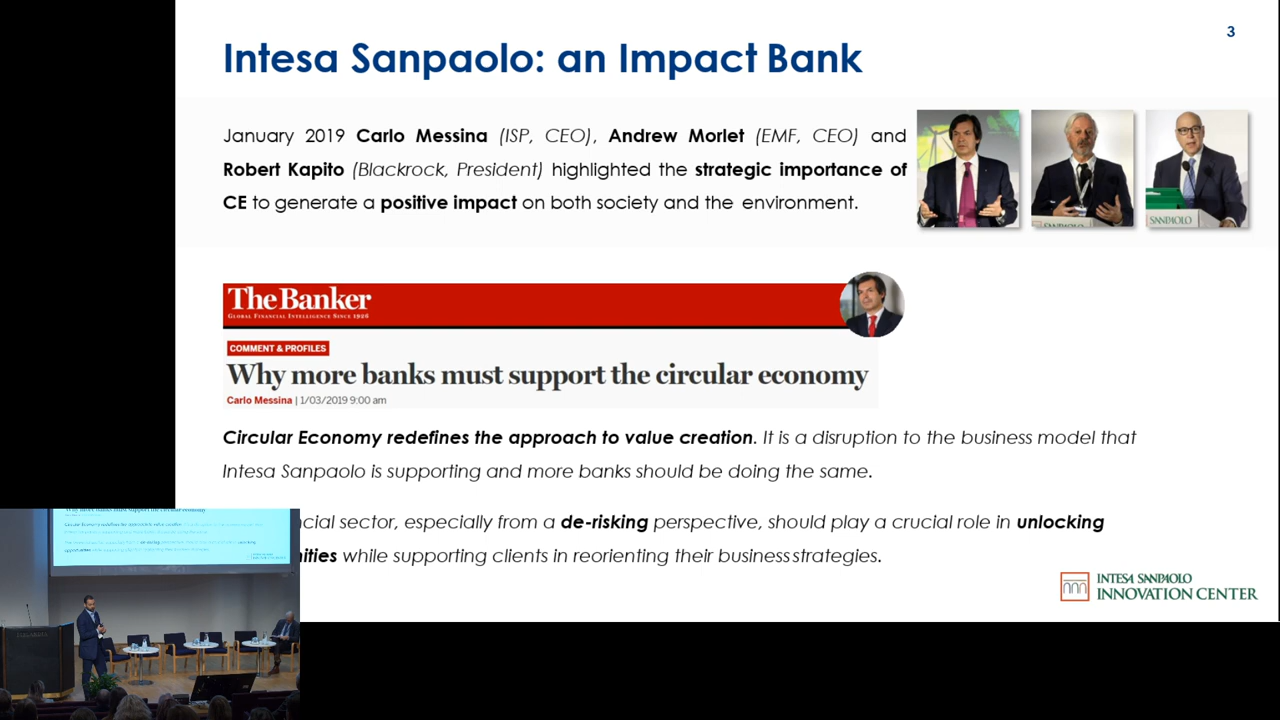 3
Intesa Sanpaolo: an Impact Bank
January 2019 Carlo Messina (ISP, CEO), Andrew Morlet (EMF, CEO) and
Robert Kapito (Blackrock, President) highlighted the strategic importance of
CE to generate a positive impact on both society and the environment.
SANPAOLO
The Banker
GLOBAL FINANCIAL INTELLIGENCE SINCE 1926
COMMENT & PROFILES
Why more banks must support the circular economy
Carlo Messina | 1/03/2019 9:00 am
Circular Economy redefines the approach to value creation. It is a disruption to the business model that
Intesa Sanpaolo is supporting and more banks should be doing the same.
ncial sector, especially from a de-risking perspective, should play a crucial role in unlocking
nities while supporting clients in reorienting their business strategies.
INTESA SANPAOLO
INNOVATION CENTER